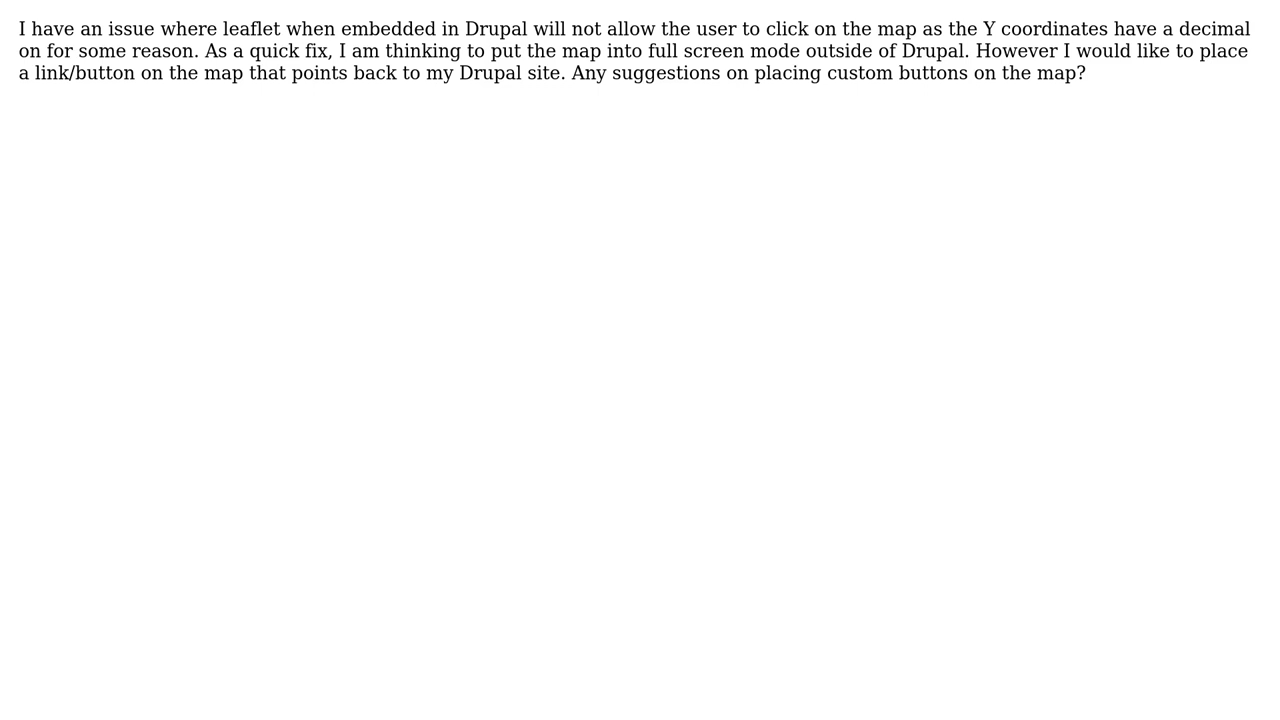 I have an issue where leaflet when embedded in Drupal will not allow the user to click on the map as the Y coordinates have a decimal
on for some reason. As a quick fix, I am thinking to put the map into full screen mode outside of Drupal. However I would like to place
a link/button on the map that points back to my Drupal site. Any suggestions on placing custom buttons on the map?